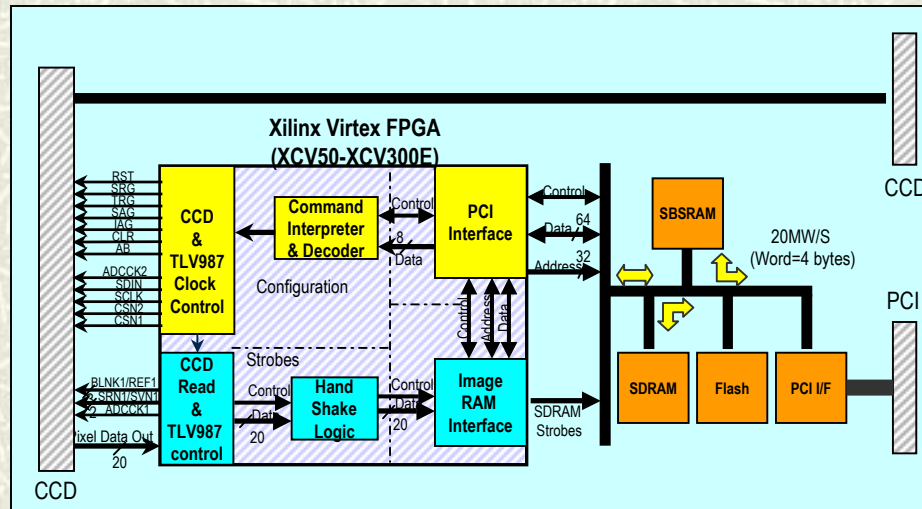 Xilinx Virtex FPGA
(XCV50-XCV300E)
RST
SRG
TRG
SAG
IAG
CLR
AB
ADCCK2
SDIN
SCLK
CSN2
CSN1
CCD
&
TLV987
Clock
Control
Command
Interpreter
& Decoder
Control
8
Data
PCI
Interface
Control
Data
64
Address
32
SBSRAM
20MW/S
(Word=4 bytes)
CCD
PCI
Configuration
Control
Address
Data
Strobes
BLNK1/REF1
SRN1/SVN1
2
ADCCK1
Pixel Data Out
20
CCD
Read
&
TLV987
control
Control
Data
20
Hand
Shake
Logic
Control
Data
20
Image
RAM
Interface
SDRAM
Strobes
SDRAM
Flash
PCI I/F
CCD